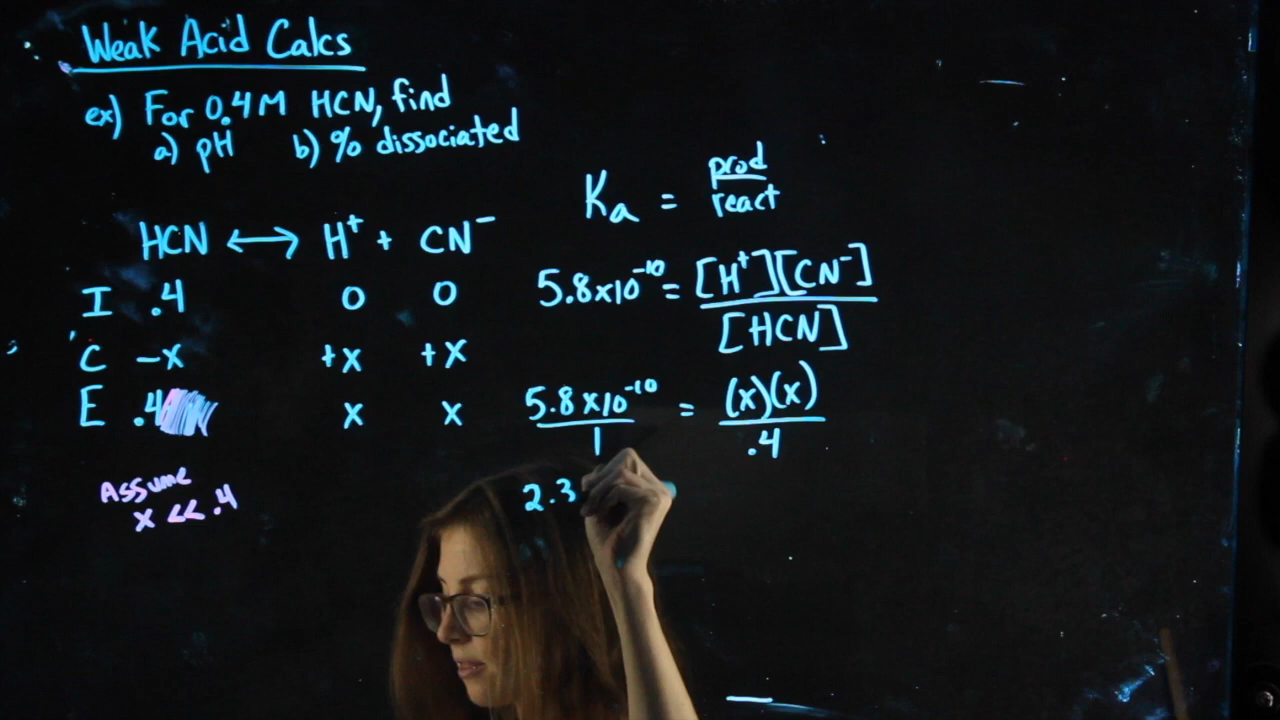 Weak Acid Calcs
ex) For 0.4M HCN, find
a) pH b) % dissociated
Ka = prod/react
HCN ⟷ H⁺ + CN⁻
5.8x10⁻¹⁰ = [H⁺][CN⁻]/[HCN]
I .4 0 0
C -x +x +x
E .4 x x
5.8x10⁻¹⁰/1 = (x)(x)/.4
Assume
x << .4
2.3